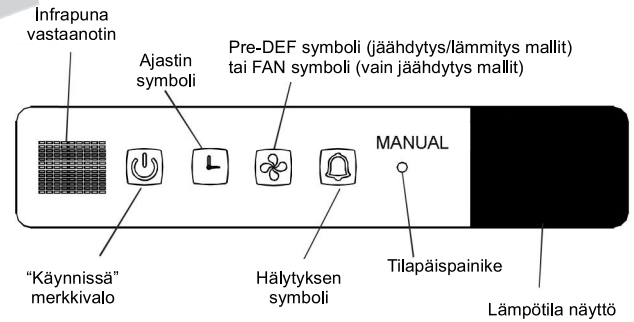 Infrapuna
vastaanotin
Ajastin
symboli
Pre-DEF symboli (jäähdytys/lämmitys mallit)
tai FAN symboli (vain jäähdytys mallit)
MANUAL
"Käynnissä"
merkkivalo
Hälytyksen
symboli
Tilapäispainike
Lämpötila näyttö